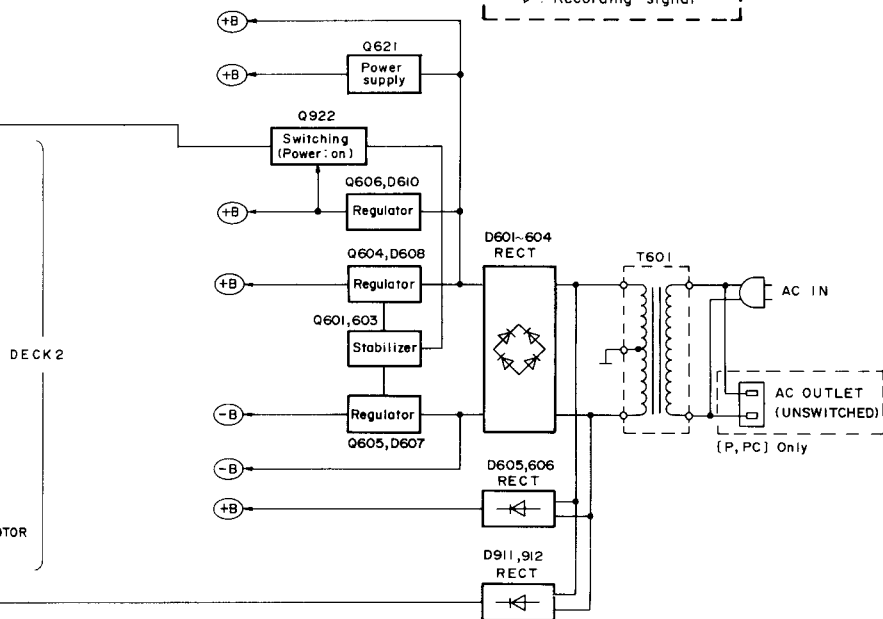 : Recording signal
+B
Q621
+B
Power
supply
Q922
Switching
(Power:on)
Q606,D610
+B
Regulator
D601~604
RECT
T601
Q604,D608
+B
Regulator
AC IN
Q601,603
Stabilizer
DECK2
AC OUTLET
(UNSWITCHED)
-B
Regulator
Q605,D607
[P,PC] Only
-B
D605,606
RECT
+B
OTOR
D911,912
RECT